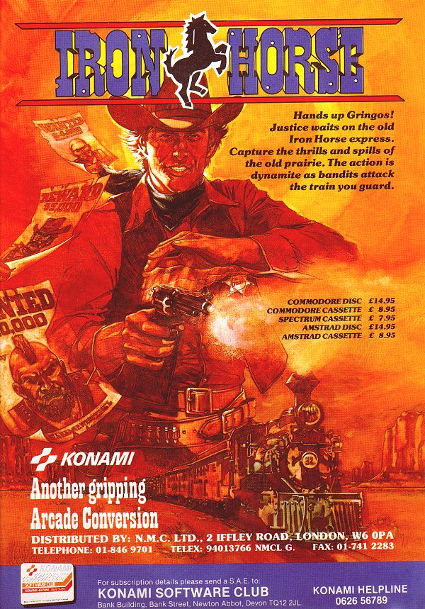 IRON HORSE
Hands up Gringos!
Justice waits on the old
Iron Horse express.
Capture the thrills and spills of
the old prairie. The action is
dynamite as bandits attack
the train you guard.
REWARD
WANTED
COMMODORE DISC £14.95
COMMODORE CASSETTE £ 8.95
SPECTRUM CASSETTE £ 7.95
AMSTRAD DISC £14.95
AMSTRAD CASSETTE £ 8.95
KONAMI
Another gripping
Arcade Conversion
DISTRIBUTED BY: N.M.C. LTD., 2 IFFLEY ROAD, LONDON, W6 0PA
TELEPHONE: 01-846 9701 TELEX: 94013766 NMCL G. FAX: 01-741 2283
For subscription details please send a S.A.E. to:
KONAMI SOFTWARE CLUB
Bank Building, Bank Street, Newton Abbot, Devon TQ12 2JL.
KONAMI HELPLINE
0626 56789